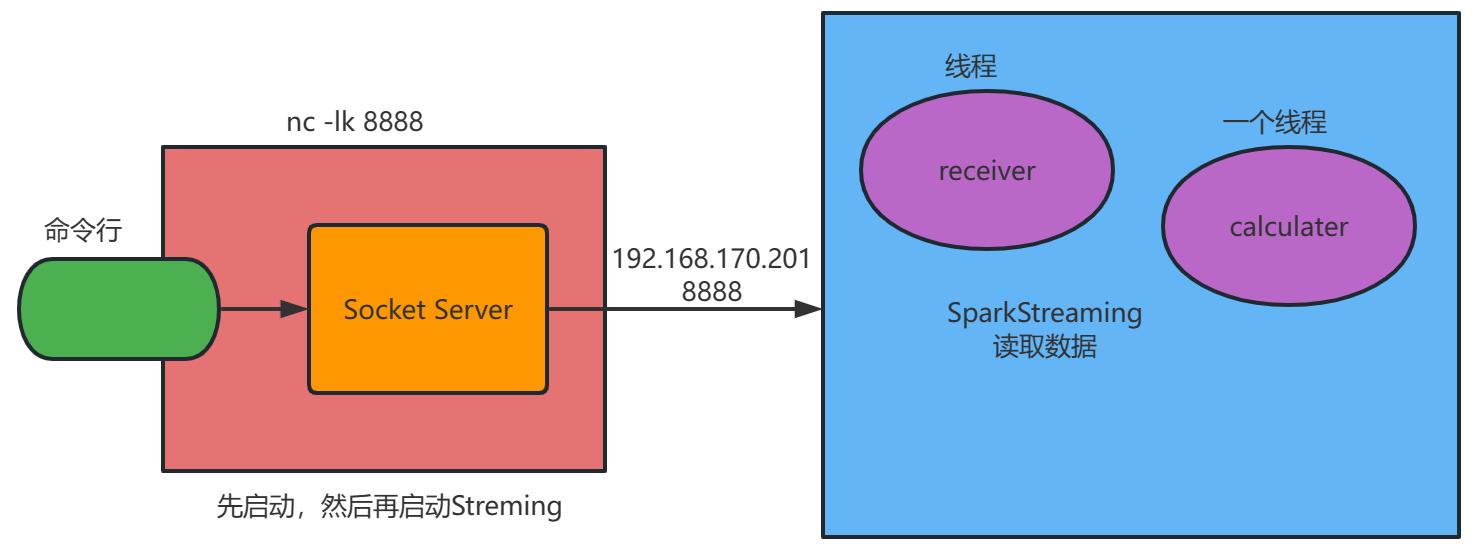 nc -lk 8888
命令行
Socket Server
先启动，然后再启动Streming
192.168.170.201
8888
线程
receiver
一个线程
calculater
SparkStreaming
读取数据